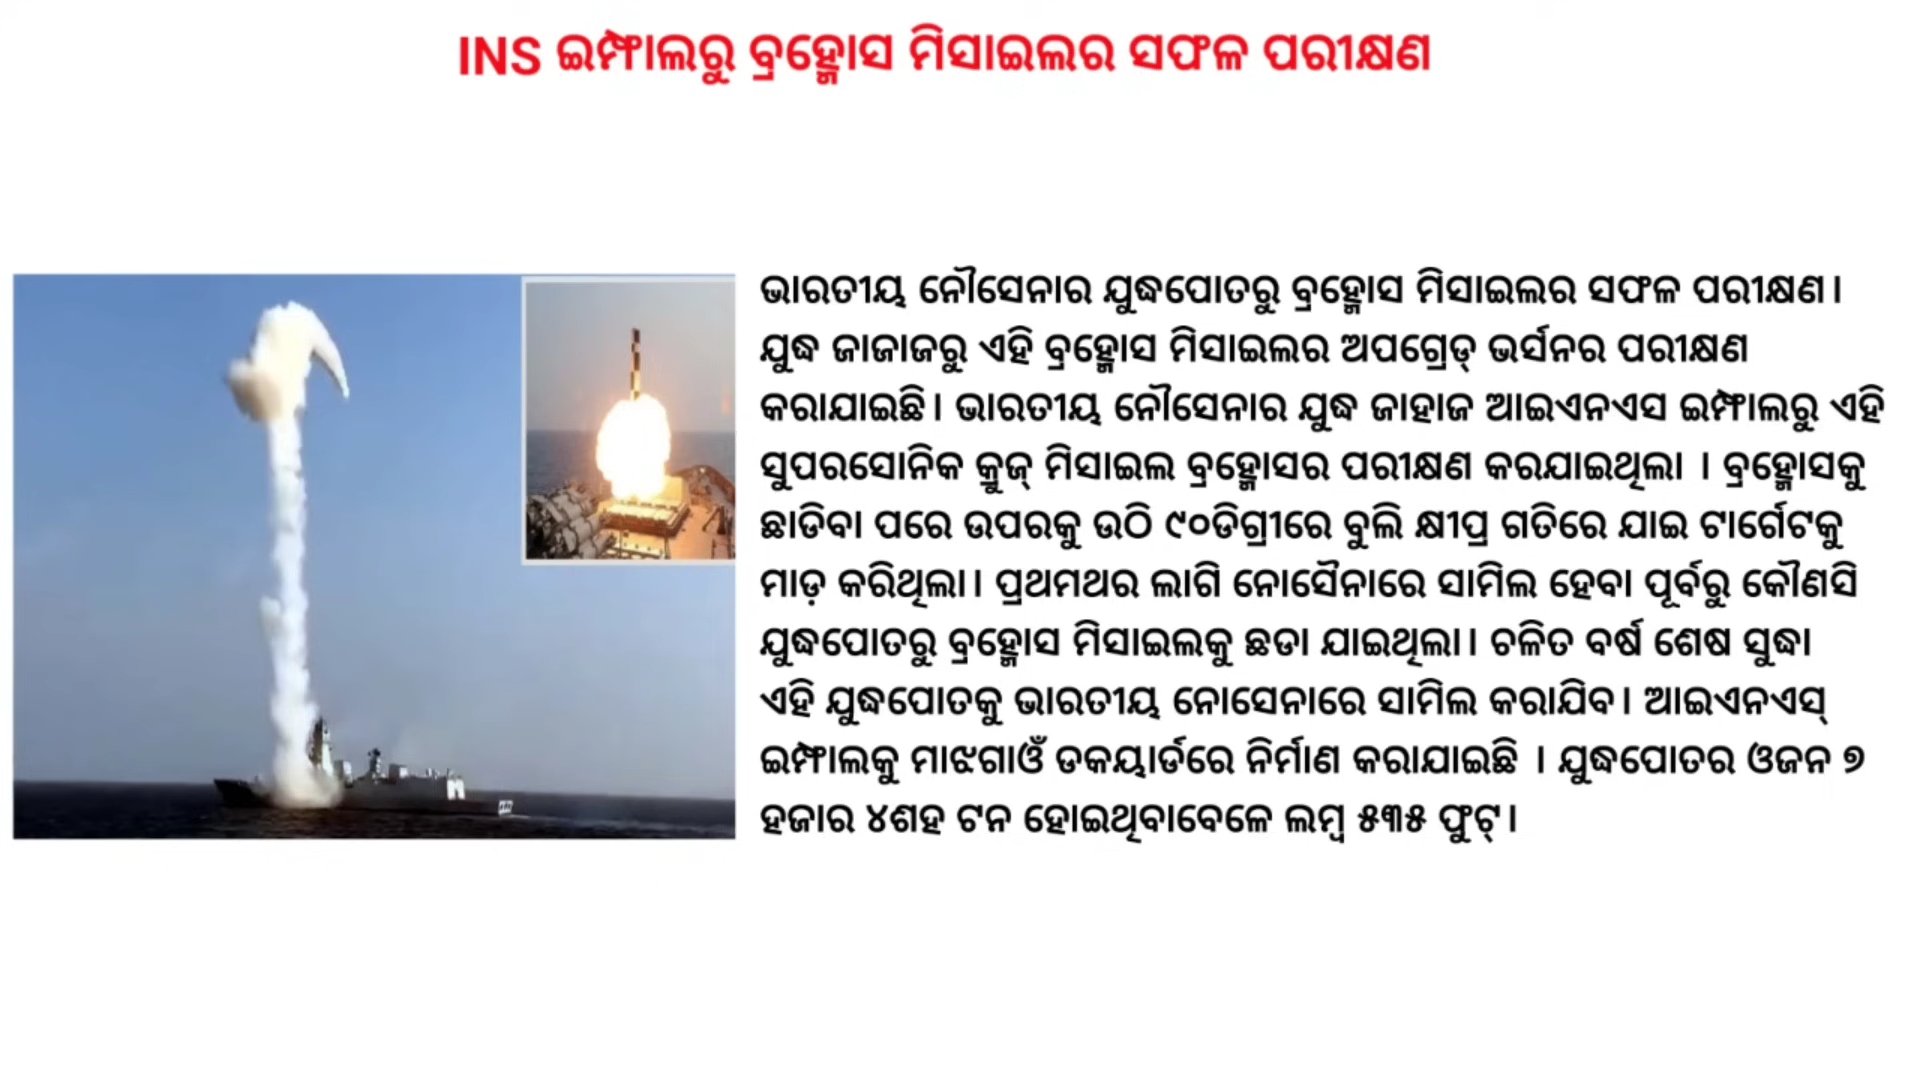 INS ଇମ୍ଫାଲରୁ ବ୍ରହ୍ମୋସ ମିସାଇଲର ସଫଳ ପରୀକ୍ଷଣ
ଭାରତୀୟ ନୌସେନାର ଯୁଦ୍ଧପୋତରୁ ବ୍ରହ୍ମୋସ ମିସାଇଲର ସଫଳ ପରୀକ୍ଷଣ।
ଯୁଦ୍ଧ ଜାଜାଜରୁ ଏହି ବ୍ରହ୍ମୋସ ମିସାଇଲର ଅପଗ୍ରେଡ୍ ଭର୍ସନର ପରୀକ୍ଷଣ
କରାଯାଇଛି। ଭାରତୀୟ ନୌସେନାର ଯୁଦ୍ଧ ଜାହାଜ ଆଇଏନଏସ ଇମ୍ଫାଲରୁ ଏହି
ସୁପରସୋନିକ କ୍ରୁଜ୍ ମିସାଇଲ ବ୍ରହ୍ମୋସର ପରୀକ୍ଷଣ କରଯାଇଥିଲା । ବ୍ରହ୍ମୋସକୁ
ଛାଡିବା ପରେ ଉପରକୁ ଉଠି ୯୦ଡିଗ୍ରୀରେ ବୁଲି କ୍ଷୀପ୍ର ଗତିରେ ଯାଇ ଟାର୍ଗେଟକୁ
ମାଡ଼ କରିଥିଲା। ପ୍ରଥମଥର ଲାଗି ନୋସୈନାରେ ସାମିଲ ହେବା ପୂର୍ବରୁ କୌଣସି
ଯୁଦ୍ଧପୋତରୁ ବ୍ରହ୍ମୋସ ମିସାଇଲକୁ ଛଡା ଯାଇଥିଲା। ଚଳିତ ବର୍ଷ ଶେଷ ସୁଦ୍ଧା
ଏହି ଯୁଦ୍ଧପୋତକୁ ଭାରତୀୟ ନୋସେନାରେ ସାମିଲ କରାଯିବ। ଆଇଏନଏସ୍
ଇମ୍ଫାଲକୁ ମାଝଗାଓଁ ଡକୟାର୍ଡରେ ନିର୍ମାଣ କରାଯାଇଛି । ଯୁଦ୍ଧପୋତର ଓଜନ ୭
ହଜାର ୪ଶହ ଟନ ହୋଇଥିବାବେଳେ ଲମ୍ବ ୫୩୫ ଫୁଟ୍।